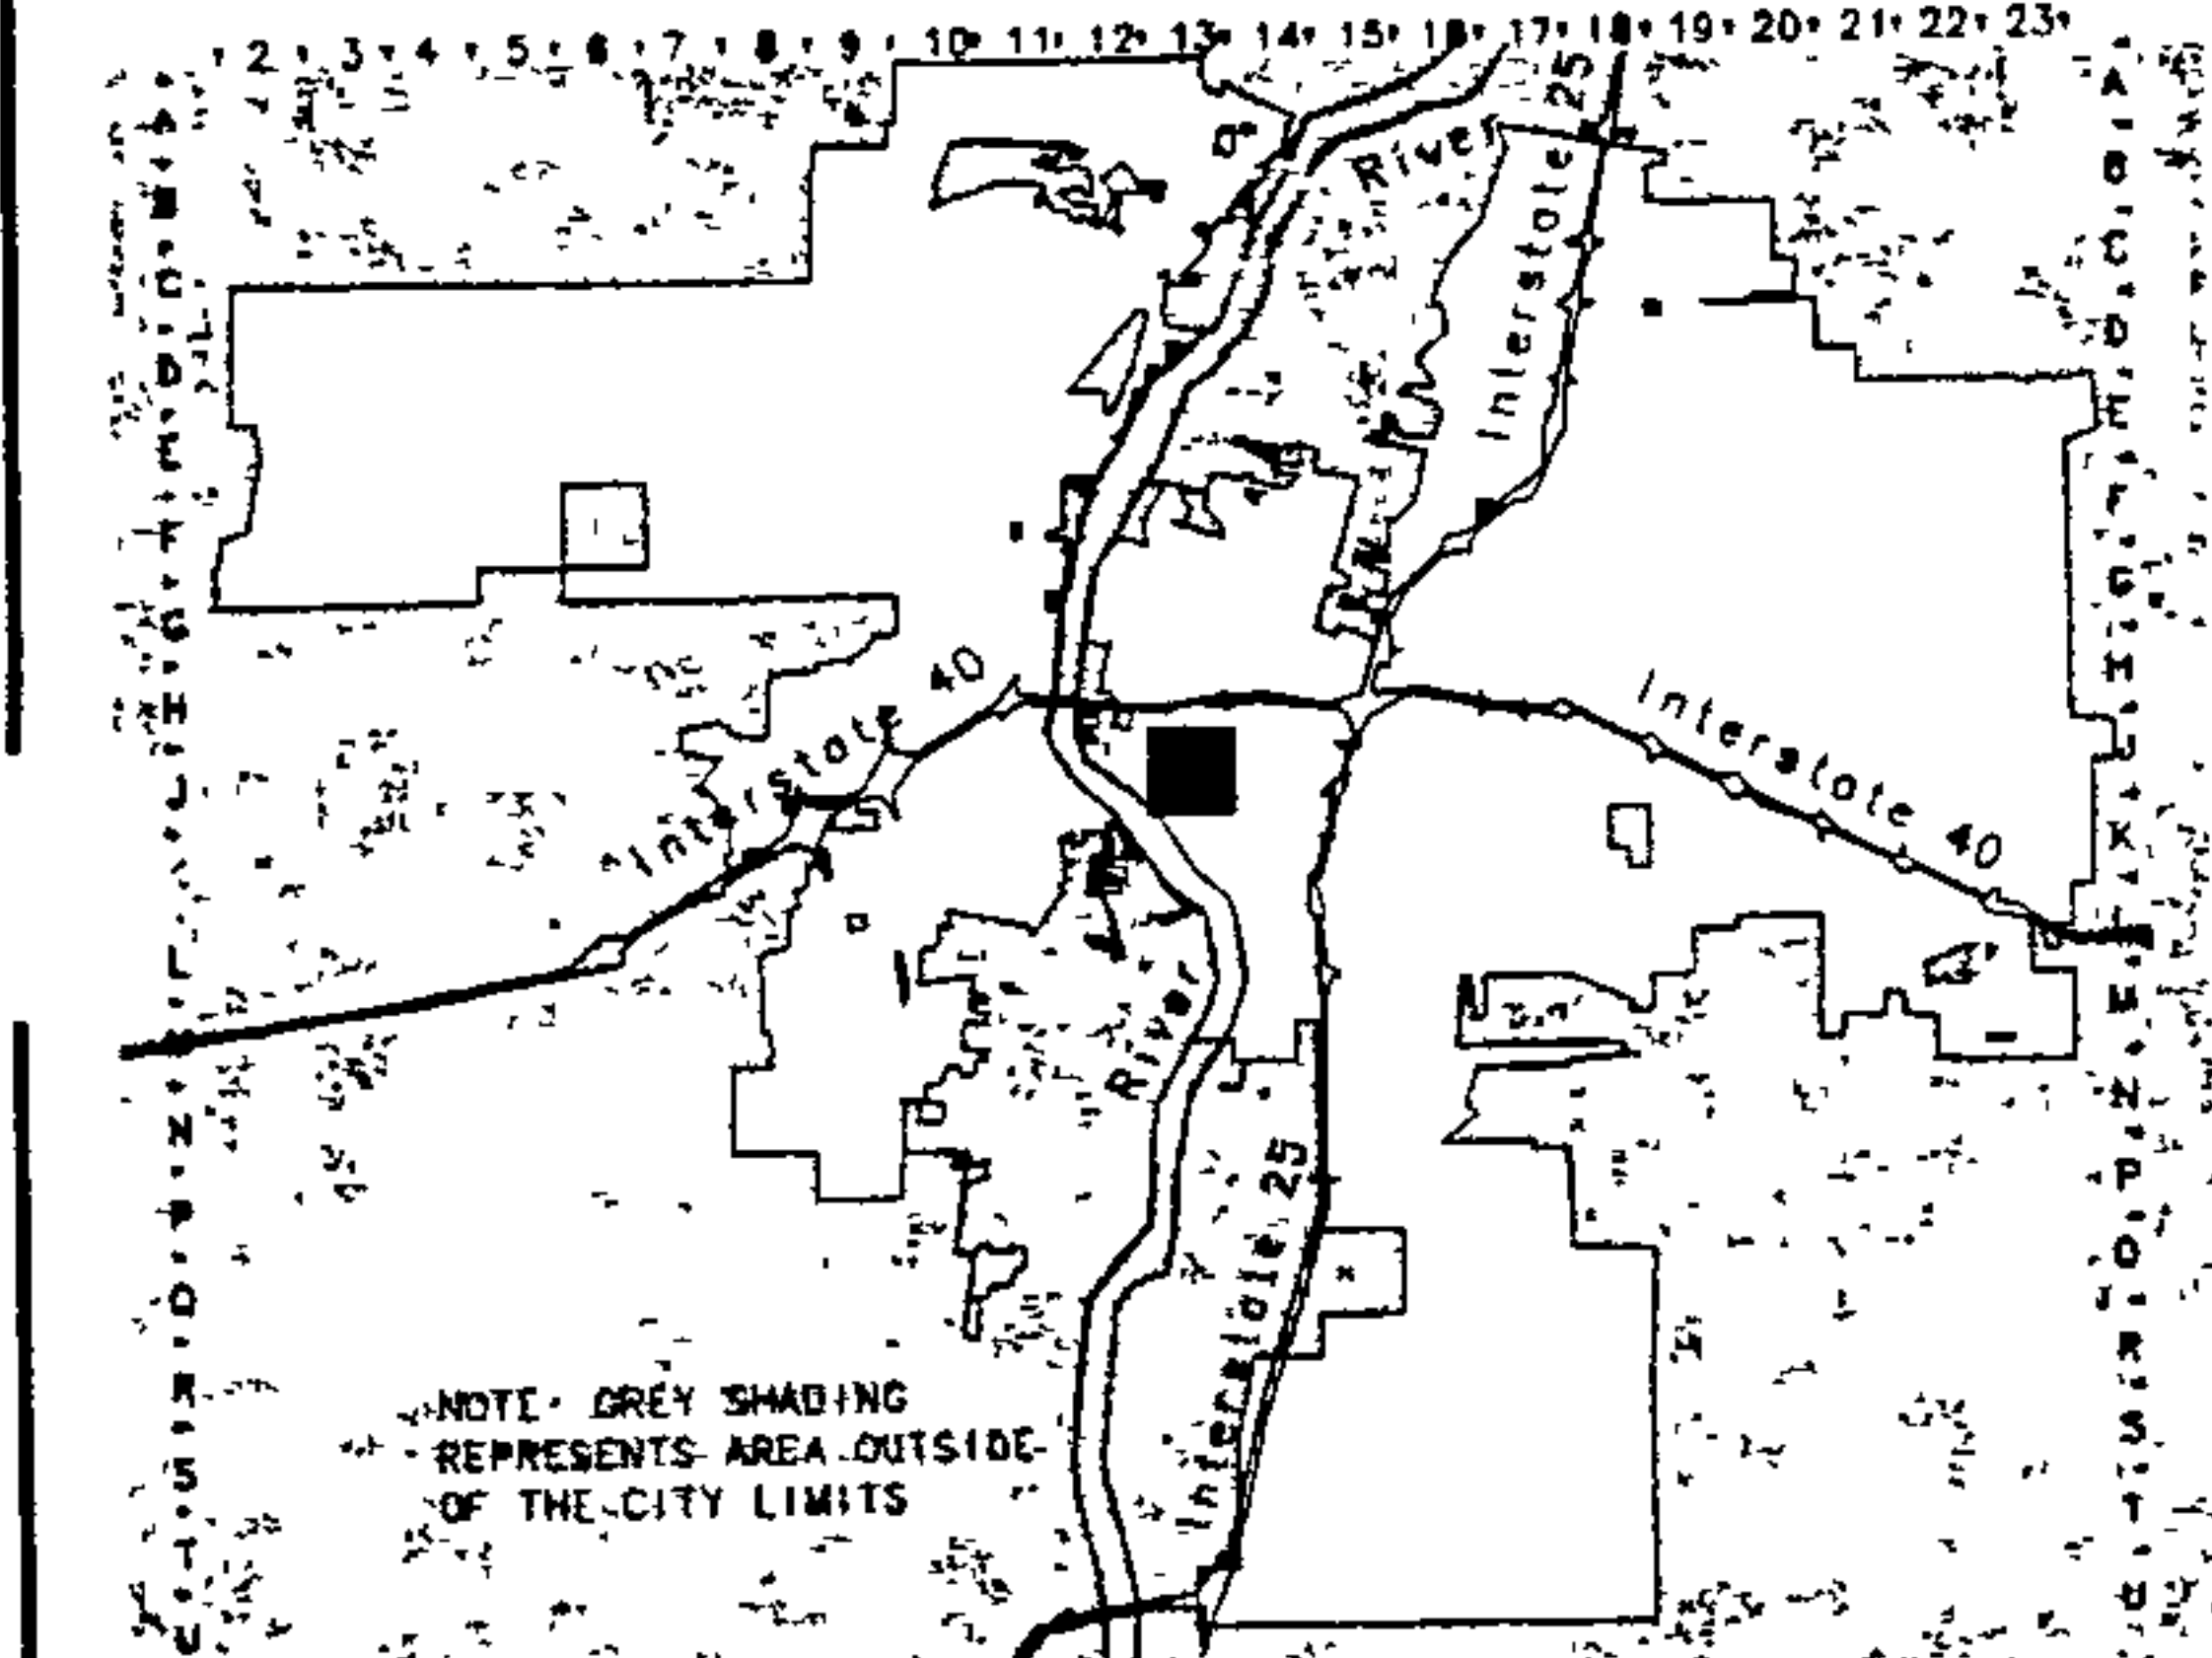 2 3 4 5 6 7 8 9 10 11 12 13 14 15 16 17 18 19 20 21 22 23
A A
B B
C C
D D
E E
F F
G G
H H
J J
K
L L
M
N N
P P
Q Q
R R
S S
T T
U U
River
Interstate 25
Interstate 40
Interstate 40
River
Interstate 25
NOTE: GREY SHADING
REPRESENTS AREA OUTSIDE
OF THE CITY LIMITS